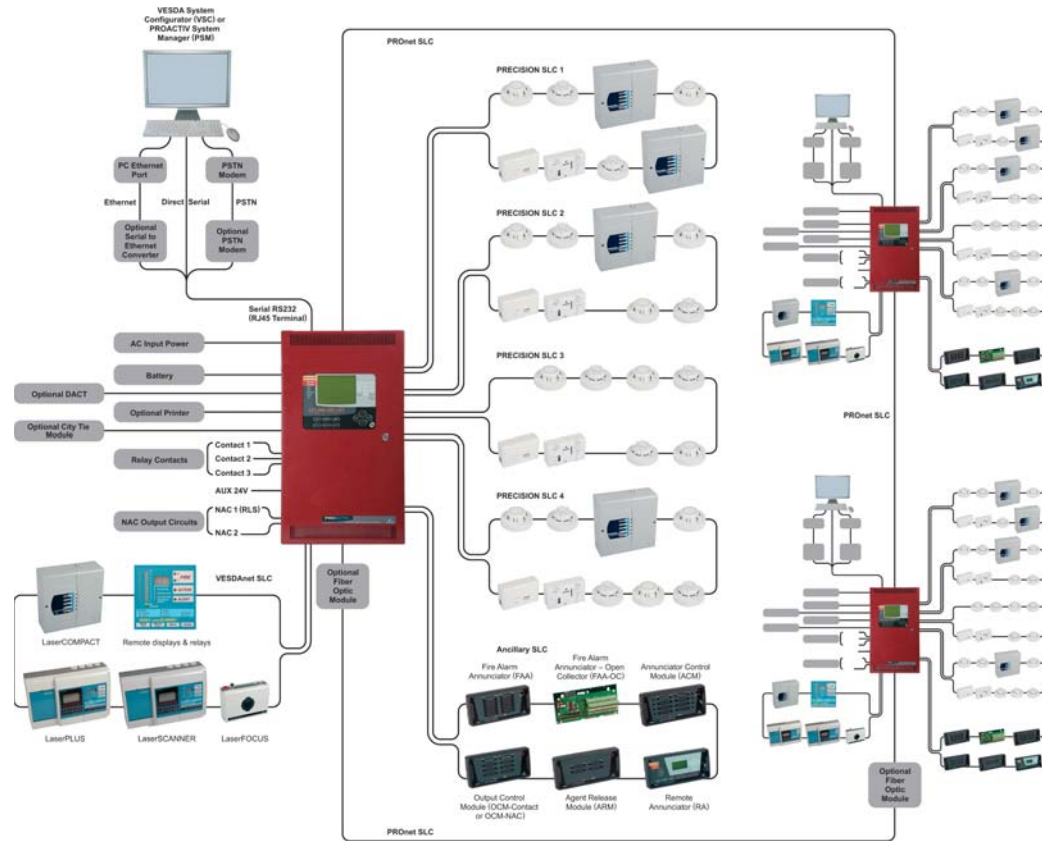 VESDA System
Configurator (VSC) or
PROACTIV System
Manager (PSM)
PC Ethernet
Port
PSTN
Modem
Ethernet
Direct
Serial
PSTN
Optional
Serial to
Ethernet
Converter
Optional
PSTN
Modem
Serial RS232
(RJ45 Terminal)
AC Input Power
Battery
Optional DACT
Optional Printer
Optional City Tie
Module
Relay Contacts
Contact 1
Contact 2
Contact 3
AUX 24V
NAC Output Circuits
NAC 1 (RLS)
NAC 2
VESDAnet SLC
LaserCOMPACT
Remote displays & relays
LaserPLUS
LaserSCANNER
LaserFOCUS
Optional
Fiber
Optic
Module
PROnet SLC
PRECISION SLC 1
PRECISION SLC 2
PRECISION SLC 3
PRECISION SLC 4
Ancillary SLC
Fire Alarm
Annunciator (FAA)
Fire Alarm
Annunciator – Open
Collector (FAA-OC)
Annunciator Control
Module (ACM)
Output Control
Module (OCM-Contact
or OCM-NAC)
Agent Release
Module (ARM)
Remote
Annunciator (RA)
PROnet SLC
PROnet SLC
Optional
Fiber
Optic
Module